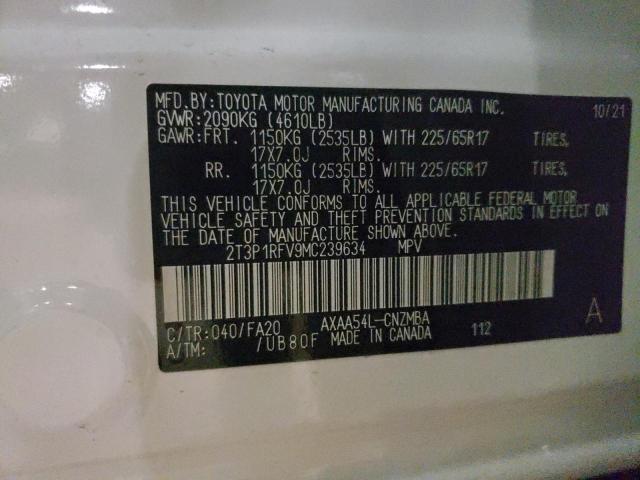 MFD.BY:TOYOTA MOTOR MANUFACTURING CANADA INC. 10/21
GVWR:2090KG (4610LB)
GAWR:FRT. 1150KG (2535LB) WITH 225/65R17 TIRES,
17X7.0J RIMS.
RR. 1150KG (2535LB) WITH 225/65R17 TIRES,
17X7.0J RIMS.
THIS VEHICLE CONFORMS TO ALL APPLICABLE FEDERAL MOTOR
VEHICLE SAFETY AND THEFT PREVENTION STANDARDS IN EFFECT ON
THE DATE OF MANUFACTURE SHOWN ABOVE.
2T3P1RFV9MC239634 MPV
C/TR:040/FA20 AXAA54L-CNZMBA 112 A
A/TM: /UB80F MADE IN CANADA